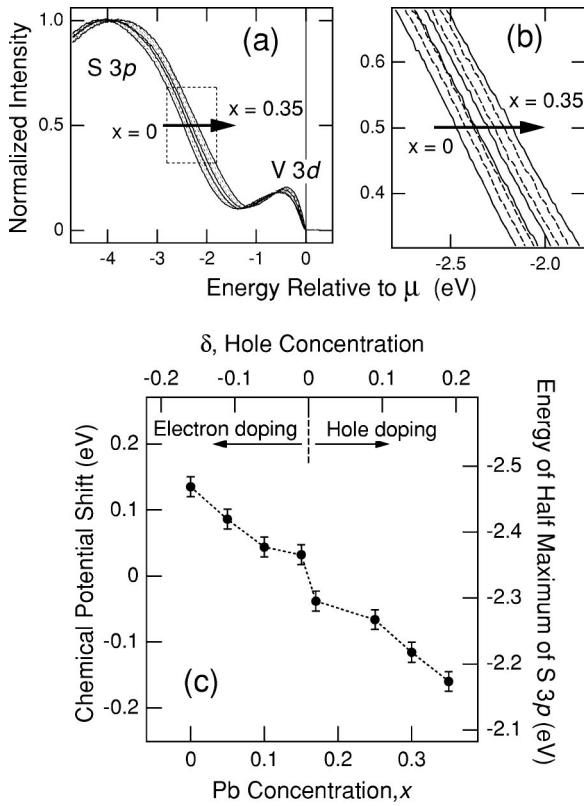 (a)
(b)
Normalized Intensity
1.0
0.5
0
S 3p
x = 0.35
x = 0
V 3d
-4
-3
-2
-1
0
0.6
0.5
0.4
x = 0.35
x = 0
-2.5
-2.0
Energy Relative to μ (eV)
δ, Hole Concentration
-0.2
-0.1
0
0.1
0.2
Electron doping
Hole doping
Chemical Potential Shift (eV)
0.2
0.1
0
-0.1
-0.2
Energy of Half Maximum of S 3p (eV)
-2.5
-2.4
-2.3
-2.2
-2.1
(c)
0
0.1
0.2
0.3
Pb Concentration,x